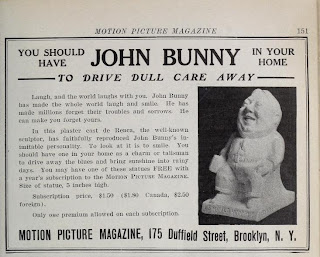 MOTION PICTURE MAGAZINE 151
YOU SHOULD HAVE JOHN BUNNY IN YOUR HOME
TO DRIVE DULL CARE AWAY
Laugh, and the world laughs with you. John Bunny
has made the whole world laugh and smile. He has
made millions forget their troubles and sorrows. He
can make you forget yours.
In this plaster cast de Renza, the well-known
sculptor, has faithfully reproduced John Bunny's in-
imitable personality. To look at it is to smile. You
should have one in your home as a charm or talisman
to drive away the blues and bring sunshine into rainy
days. You may have one of these statues FREE with
a year's subscription to the MOTION PICTURE MAGAZINE.
Size of statue, 5 inches high.
Subscription price, $1.50 ($1.90 Canada, $2.50
foreign).
Only one premium allowed on each subscription.
MOTION PICTURE MAGAZINE, 175 Duffield Street, Brooklyn, N. Y.